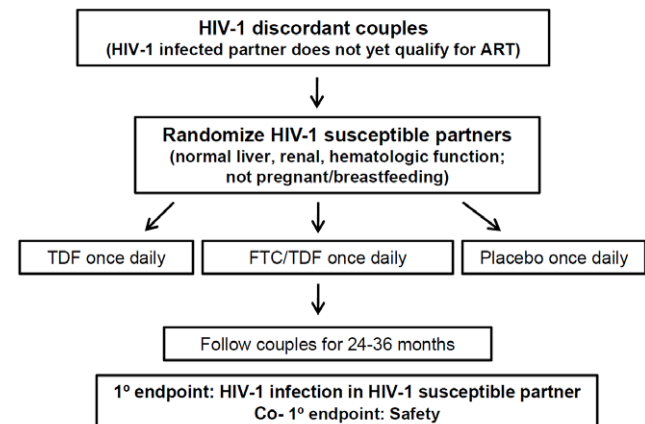 HIV-1 discordant couples
(HIV-1 infected partner does not yet qualify for ART)
Randomize HIV-1 susceptible partners
(normal liver, renal, hematologic function;
not pregnant/breastfeeding)
TDF once daily
FTC/TDF once daily
Placebo once daily
Follow couples for 24-36 months
1º endpoint: HIV-1 infection in HIV-1 susceptible partner
Co- 1º endpoint: Safety